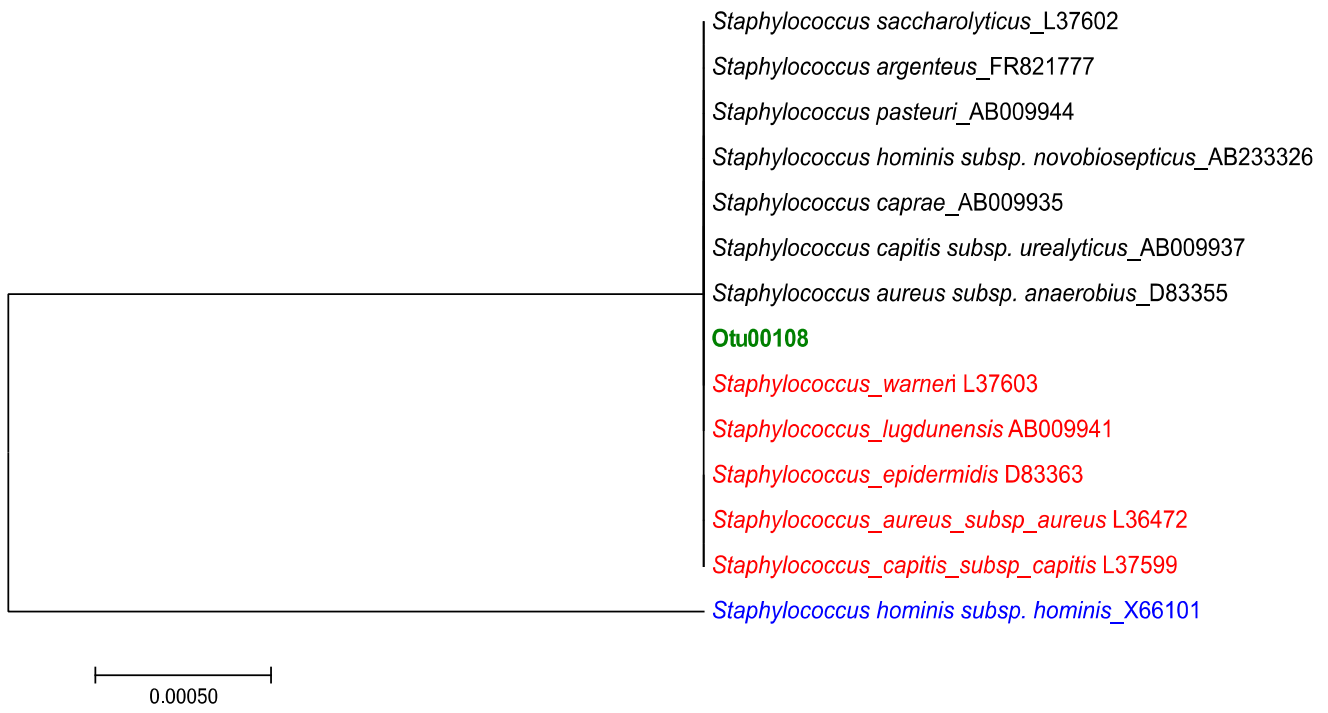 Staphylococcus saccharolyticus_L37602
Staphylococcus argenteus_FR821777
Staphylococcus pasteuri_AB009944
Staphylococcus hominis subsp. novobiosepticus_AB233326
Staphylococcus caprae_AB009935
Staphylococcus capitis subsp. urealyticus_AB009937
Staphylococcus aureus subsp. anaerobius_D83355
Otu00108
Staphylococcus_warneri L37603
Staphylococcus_lugdunensis AB009941
Staphylococcus_epidermidis D83363
Staphylococcus_aureus_subsp_aureus L36472
Staphylococcus_capitis_subsp_capitis L37599
Staphylococcus hominis subsp. hominis_X66101
0.00050